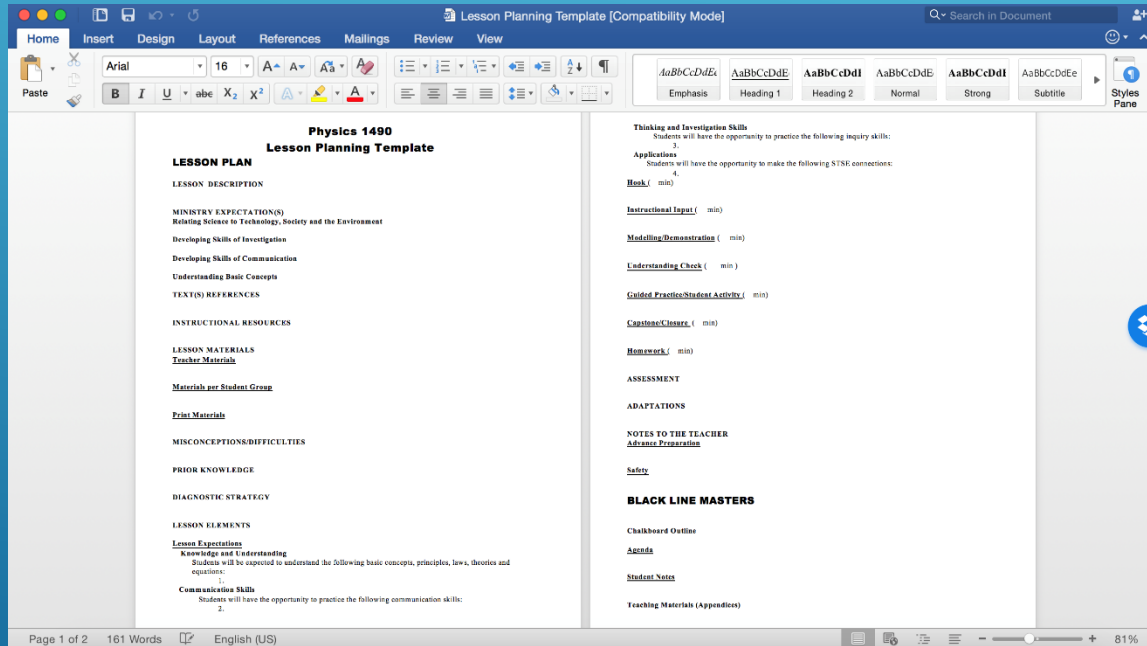 Lesson Planning Template [Compatibility Mode]
Search in Document
Home Insert Design Layout References Mailings Review View
Paste
Arial 16
B I U abc X₂ X² A A
AaBbCcDdEe AaBbCcDdE AaBbCcDdI AaBbCcDdE AaBbCcDdE AaBbCcDdEe
Emphasis Heading 1 Heading 2 Normal Strong Subtitle
Styles Pane
Physics 1490
Lesson Planning Template
LESSON PLAN
LESSON DESCRIPTION
MINISTRY EXPECTATION(S)
Relating Science to Technology, Society and the Environment
Developing Skills of Investigation
Developing Skills of Communication
Understanding Basic Concepts
TEXT(S) REFERENCES
INSTRUCTIONAL RESOURCES
LESSON MATERIALS
Teacher Materials
Materials per Student Group
Print Materials
MISCONCEPTIONS/DIFFICULTIES
PRIOR KNOWLEDGE
DIAGNOSTIC STRATEGY
LESSON ELEMENTS
Lesson Expectations
Knowledge and Understanding
Students will be expected to understand the following basic concepts, principles, laws, theories and
equations:
1.
Communication Skills
Students will have the opportunity to practice the following communication skills:
2.
Thinking and Investigation Skills
Students will have the opportunity to practice the following inquiry skills:
3.
Applications
Students will have the opportunity to make the following STSE connections:
4.
Hook ( min)
Instructional Input ( min)
Modelling/Demonstration ( min)
Understanding Check ( min )
Guided Practice/Student Activity ( min)
Capstone/Closure ( min)
Homework ( min)
ASSESSMENT
ADAPTATIONS
NOTES TO THE TEACHER
Advance Preparation
Safety
BLACK LINE MASTERS
Chalkboard Outline
Agenda
Student Notes
Teaching Materials (Appendices)
Page 1 of 2 161 Words English (US) 81%